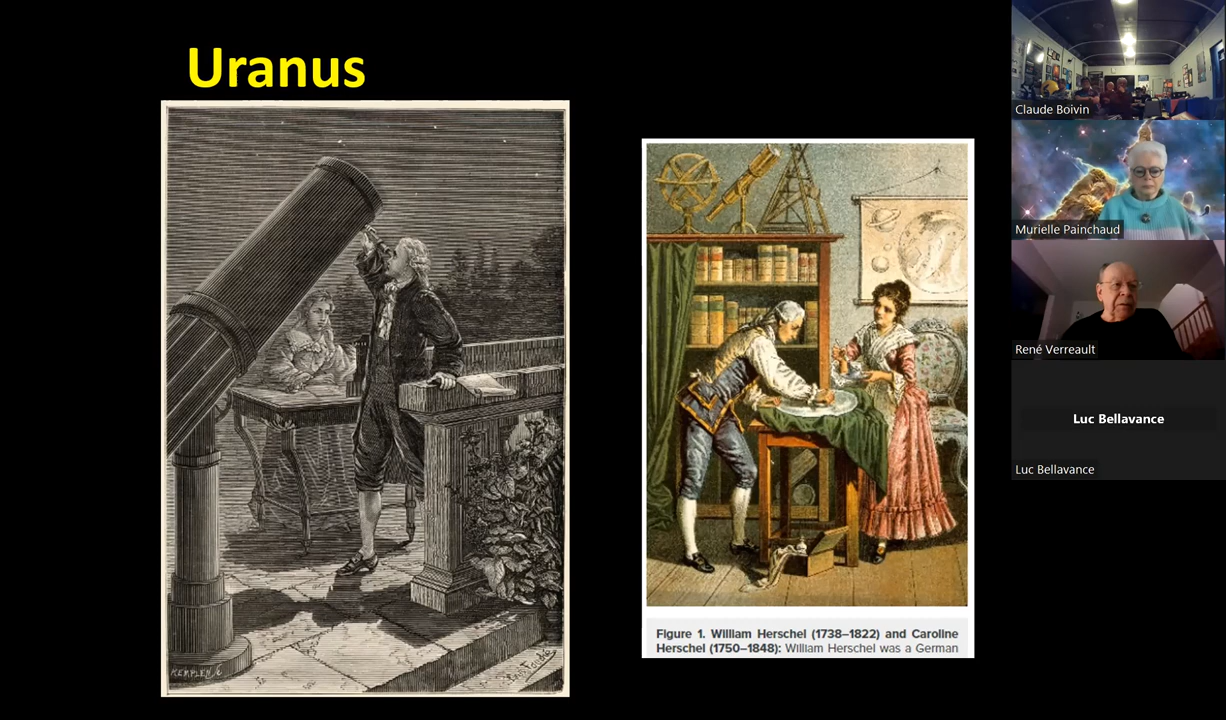 Uranus
KEMPLEN
Figure 1. William Herschel (1738–1822) and Caroline
Herschel (1750–1848): William Herschel was a German
Claude Boivin
Murielle Painchaud
René Verreault
Luc Bellavance
Luc Bellavance